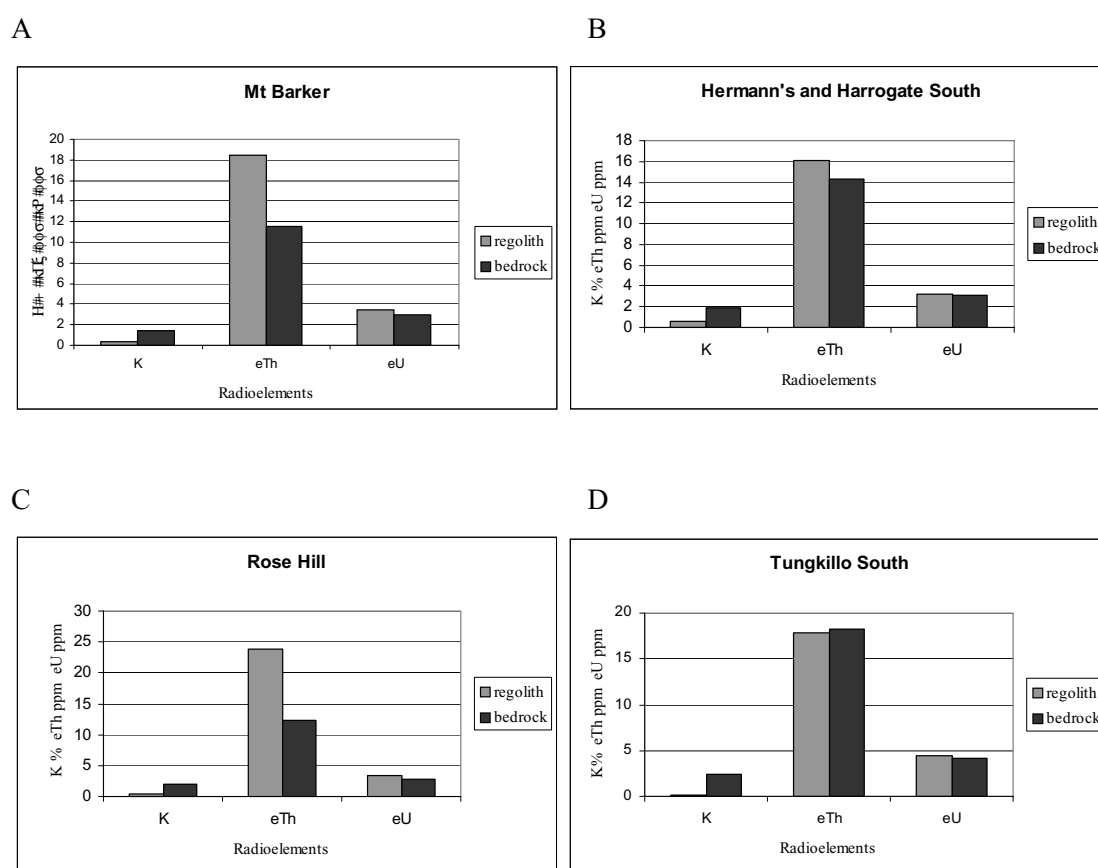 A
B
Mt Barker
20
18
16
14
12
10
8
6
4
2
0
K
eTh
eU
Radioelements
regolith
bedrock
Hermann's and Harrogate South
K % eTh ppm eU ppm
18
16
14
12
10
8
6
4
2
0
K
eTh
eU
Radioelements
regolith
bedrock
C
D
Rose Hill
K % eTh ppm eU ppm
30
25
20
15
10
5
0
K
eTh
eU
Radioelements
regolith
bedrock
Tungkillo South
K% eTh ppm eU ppm
20
15
10
5
0
K
eTh
eU
Radioelements
regolith
bedrock